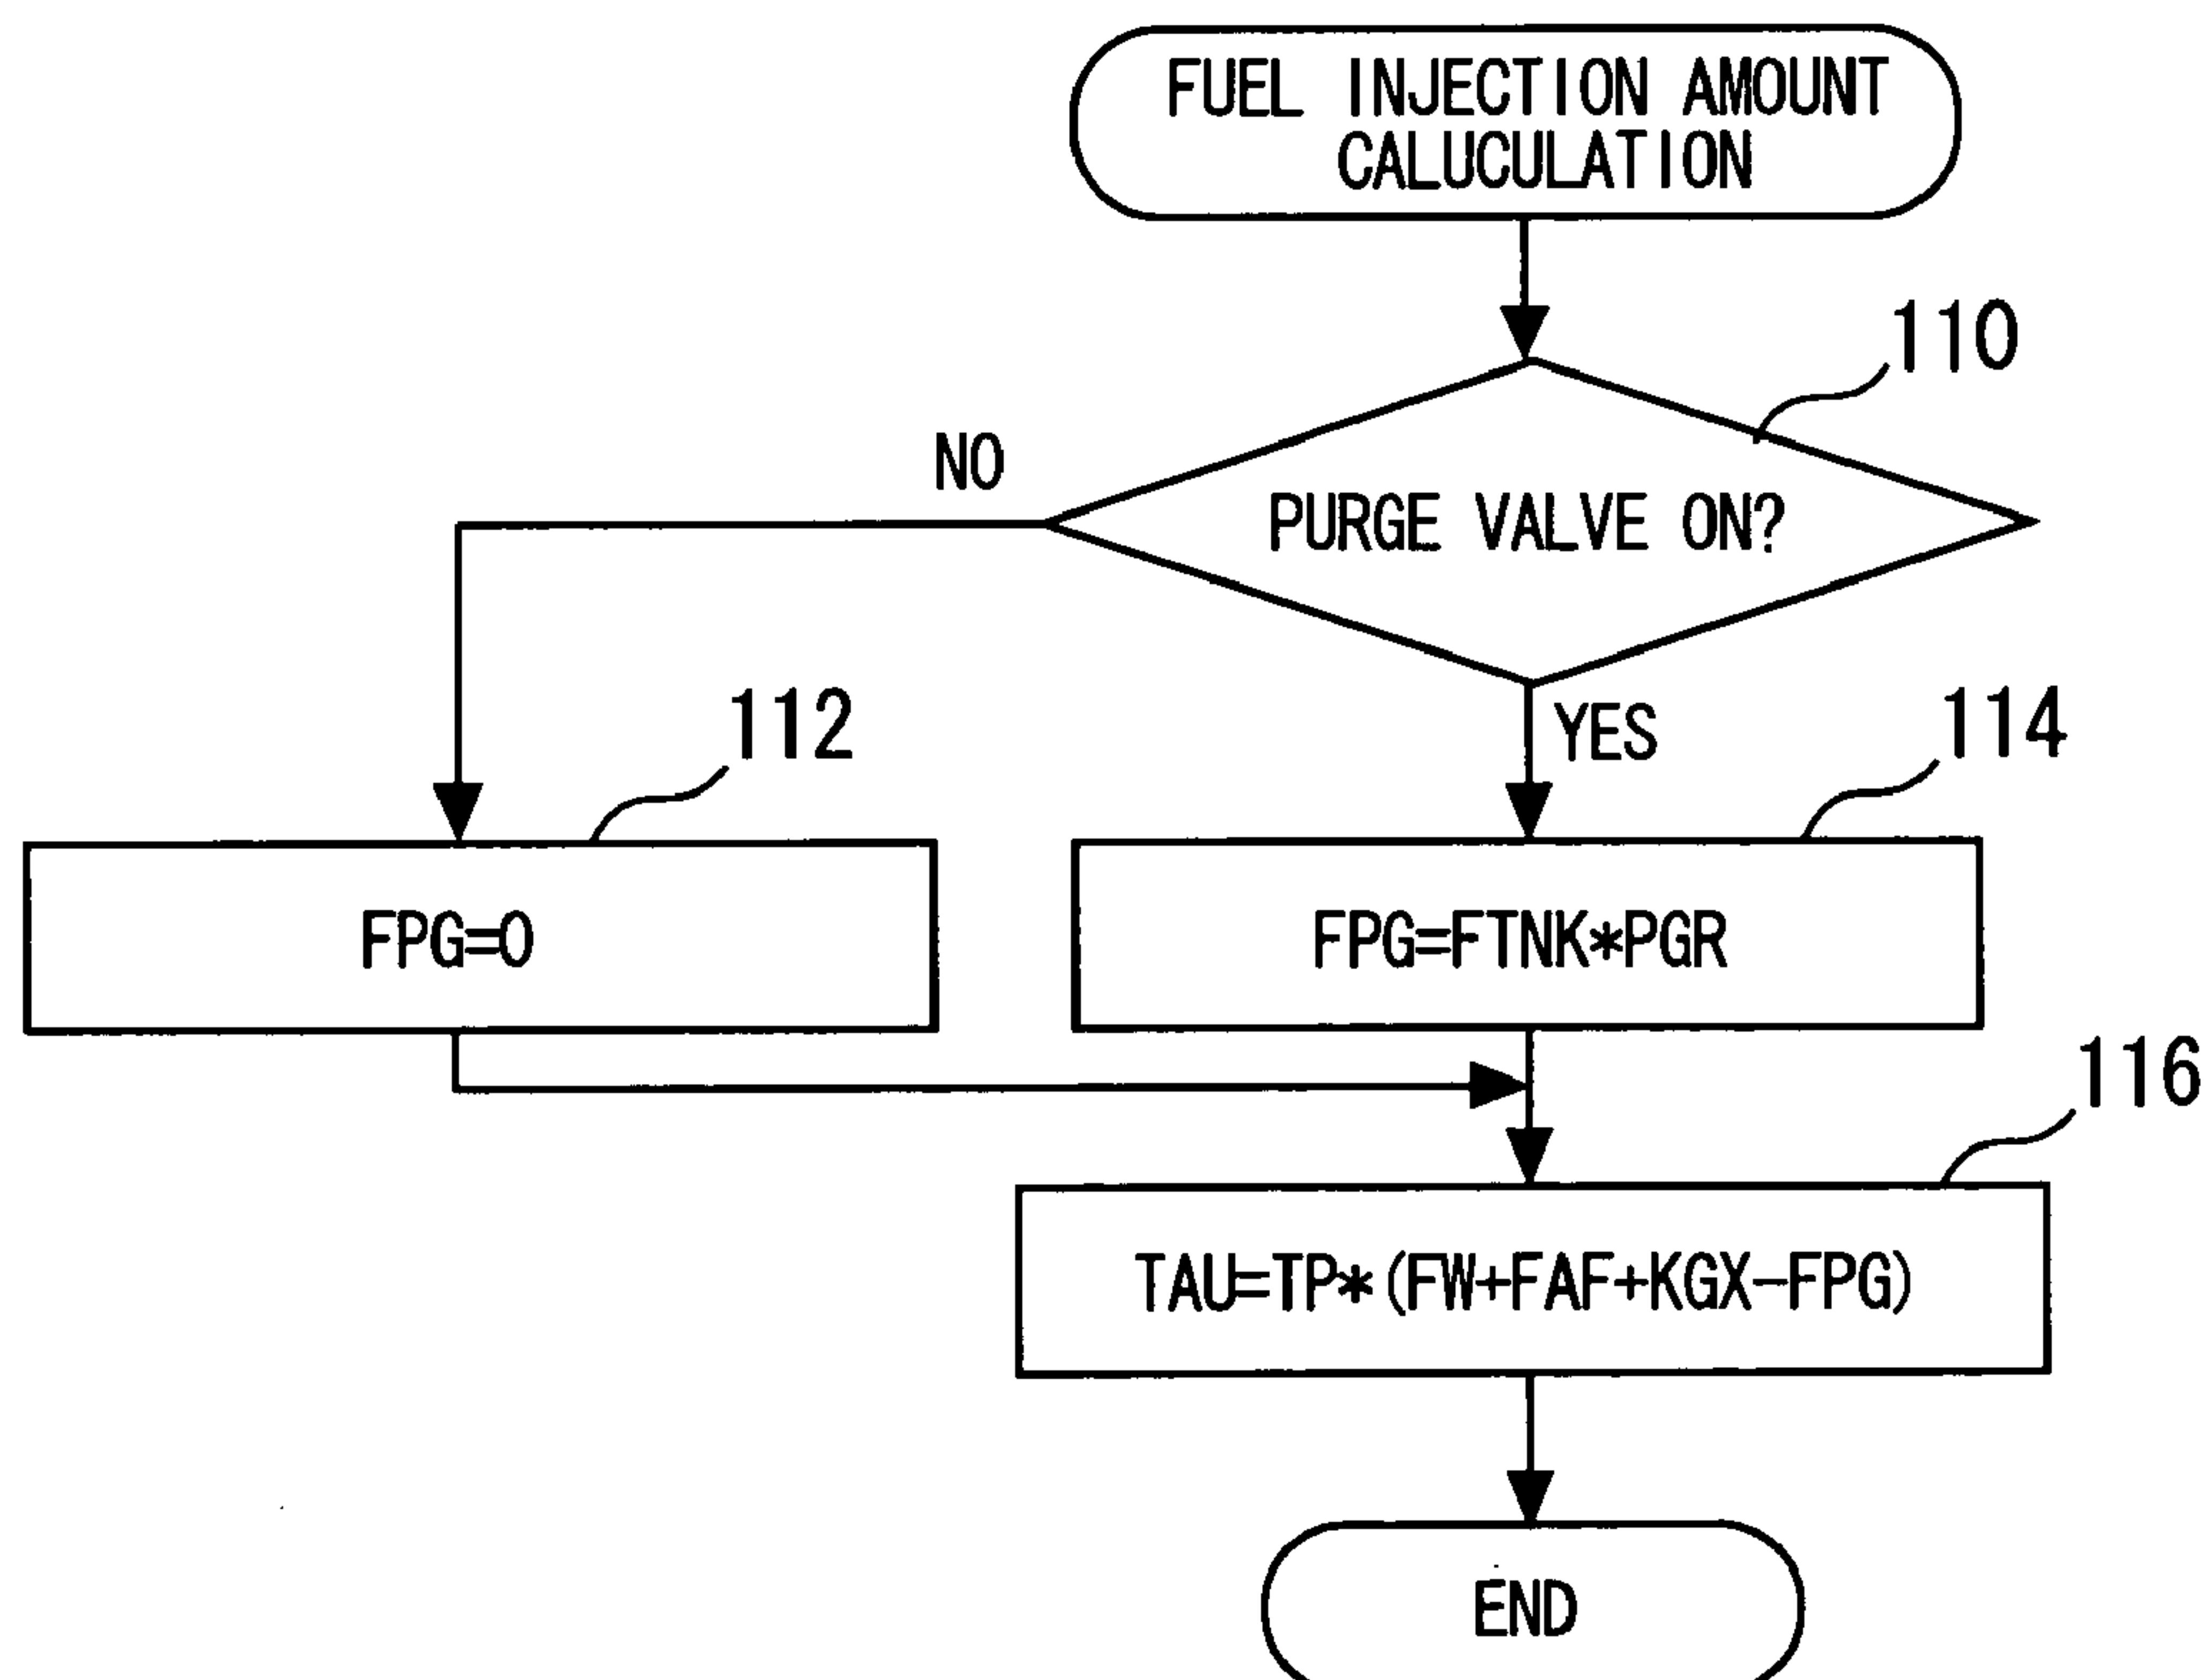 FUEL INJECTION AMOUNT
CALUCULATION
110
NO
PURGE VALVE ON?
YES
112
114
FPG=0
FPG=FTNK*PGR
116
TAU=TP*(FW+FAF+KGX-FPG)
END